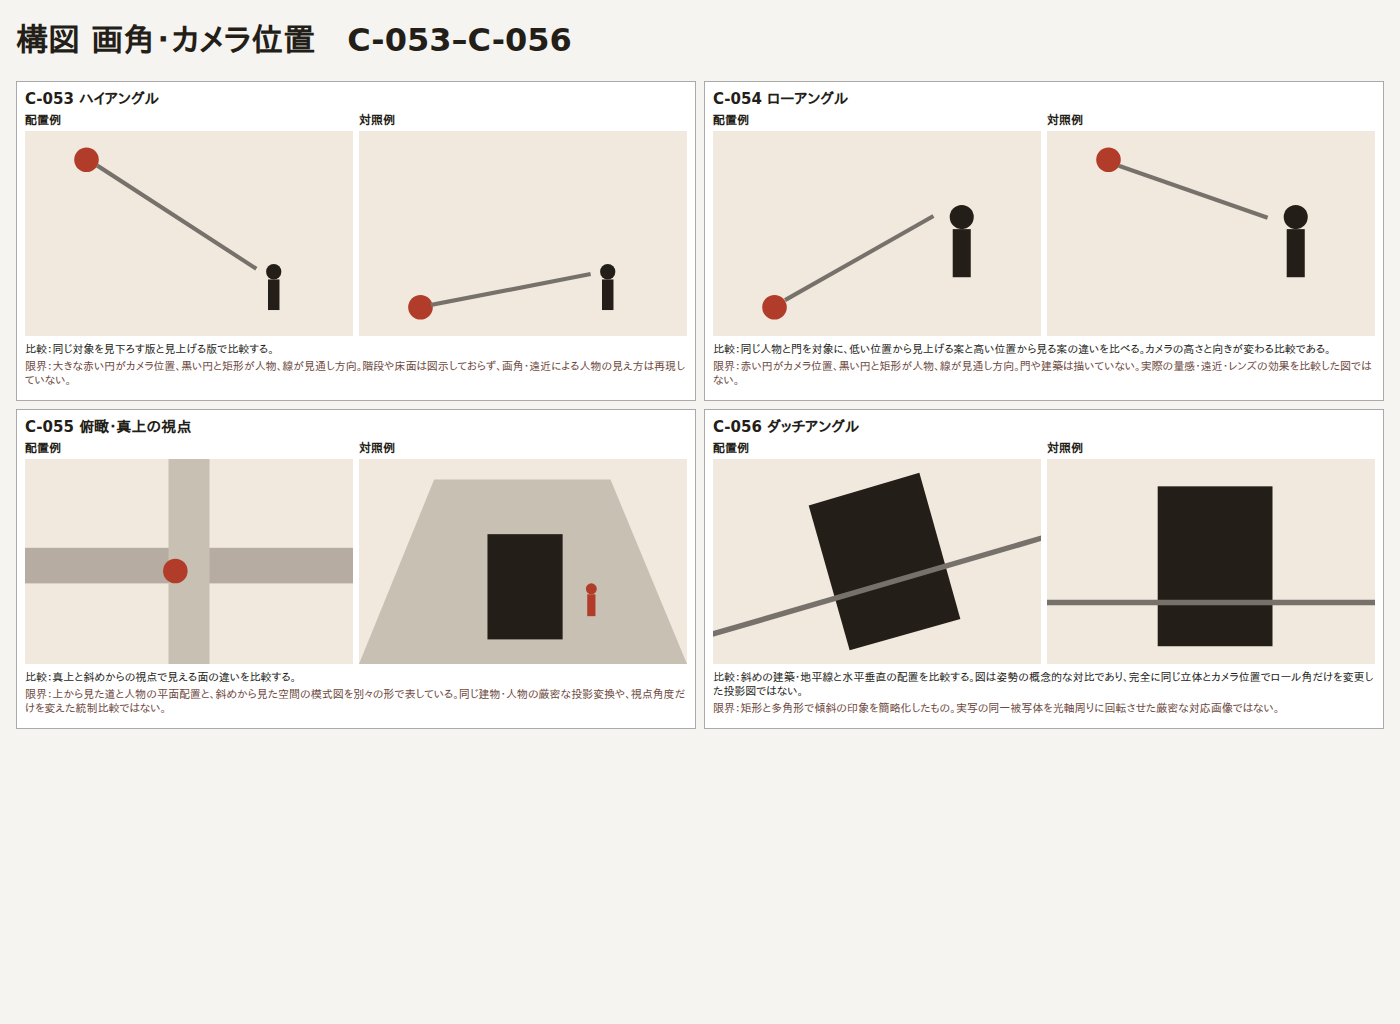 構図 画角・カメラ位置　C-053–C-056
C-053 ハイアングル
配置例
対照例
比較：同じ対象を見下ろす版と見上げる版で比較する。
限界：大きな赤い円がカメラ位置、黒い円と矩形が人物、線が見通し方向。階段や床面は図示しておらず、画角・遠近による人物の見え方は再現し
ていない。
C-054 ローアングル
配置例
対照例
比較：同じ人物と門を対象に、低い位置から見上げる案と高い位置から見る案の違いを比べる。カメラの高さと向きが変わる比較である。
限界：赤い円がカメラ位置、黒い円と矩形が人物、線が見通し方向。門や建築は描いていない。実際の量感・遠近・レンズの効果を比較した図では
ない。
C-055 俯瞰・真上の視点
配置例
対照例
比較：真上と斜めからの視点で見える面の違いを比較する。
限界：上から見た道と人物の平面配置と、斜めから見た空間の模式図を別々の形で表している。同じ建物・人物の厳密な投影変換や、視点角度だ
けを変えた統制比較ではない。
C-056 ダッチアングル
配置例
対照例
比較：斜めの建築・地平線と水平垂直の配置を比較する。図は姿勢の概念的な対比であり、完全に同じ立体とカメラ位置でロール角だけを変更し
た投影図ではない。
限界：矩形と多角形で傾斜の印象を簡略化したもの。実写の同一被写体を光軸周りに回転させた厳密な対応画像ではない。